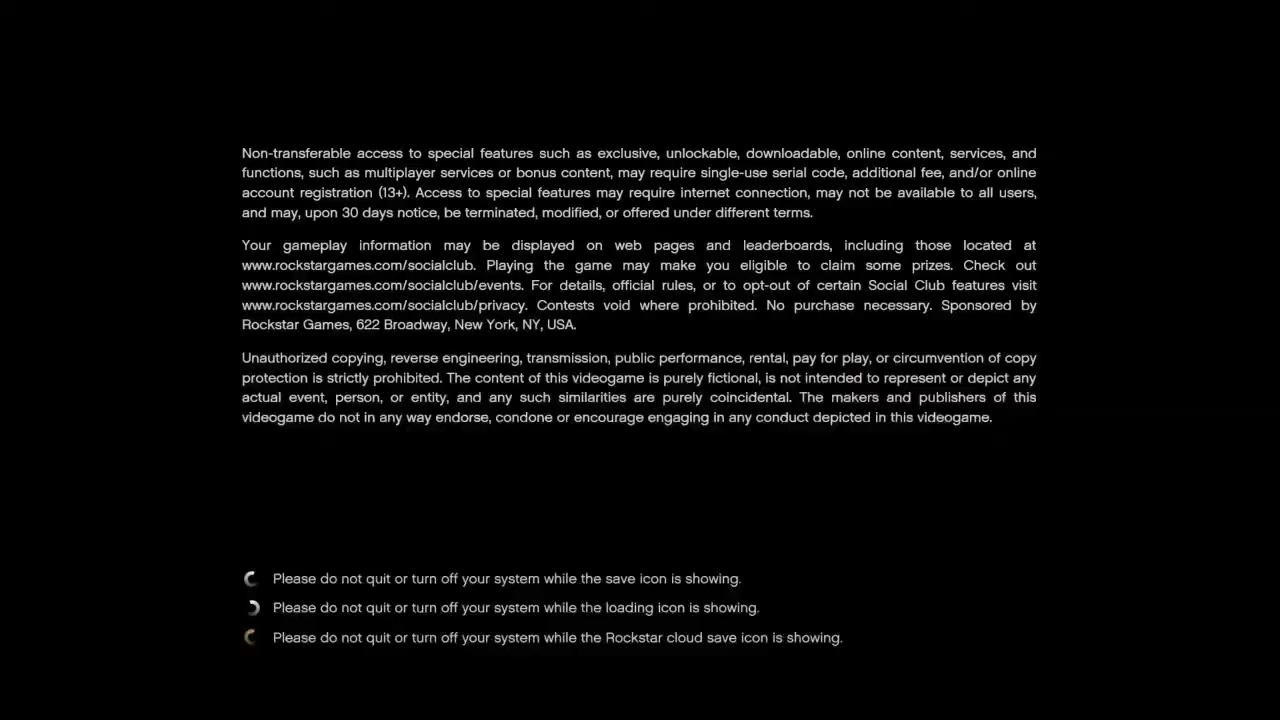 Non-transferable access to special features such as exclusive, unlockable, downloadable, online content, services, and
functions, such as multiplayer services or bonus content, may require single-use serial code, additional fee, and/or online
account registration (13+). Access to special features may require internet connection, may not be available to all users,
and may, upon 30 days notice, be terminated, modified, or offered under different terms.
Your gameplay information may be displayed on web pages and leaderboards, including those located at
www.rockstargames.com/socialclub. Playing the game may make you eligible to claim some prizes. Check out
www.rockstargames.com/socialclub/events. For details, official rules, or to opt-out of certain Social Club features visit
www.rockstargames.com/socialclub/privacy. Contests void where prohibited. No purchase necessary. Sponsored by
Rockstar Games, 622 Broadway, New York, NY, USA.
Unauthorized copying, reverse engineering, transmission, public performance, rental, pay for play, or circumvention of copy
protection is strictly prohibited. The content of this videogame is purely fictional, is not intended to represent or depict any
actual event, person, or entity, and any such similarities are purely coincidental. The makers and publishers of this
videogame do not in any way endorse, condone or encourage engaging in any conduct depicted in this videogame.
Please do not quit or turn off your system while the save icon is showing.
Please do not quit or turn off your system while the loading icon is showing.
Please do not quit or turn off your system while the Rockstar cloud save icon is showing.